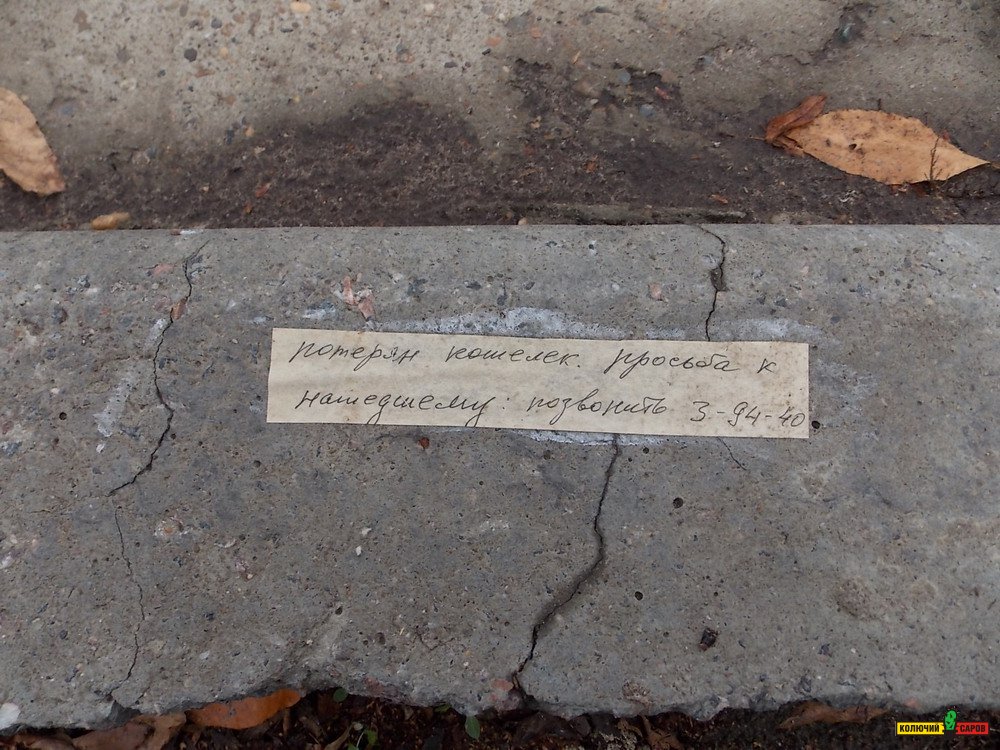 потерян кошелек. просьба к
нашедшему: позвонить 3-94-40
КОЛЮЧИЙ САРОВ